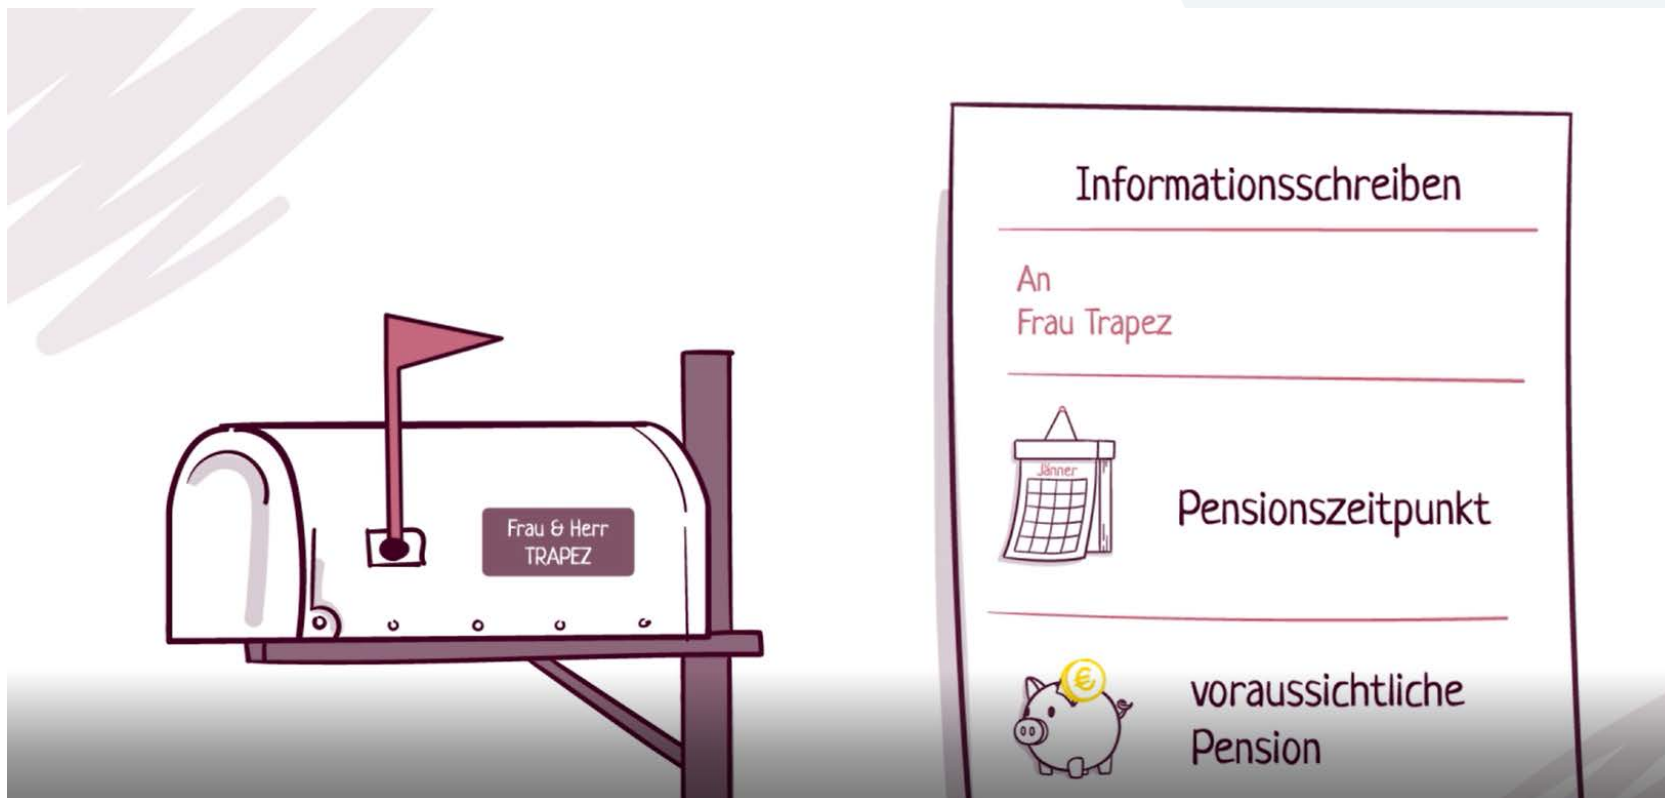 Informationsschreiben
An
Frau Trapez
Jänner
Pensionszeitpunkt
Frau & Herr
TRAPEZ
€
voraussichtliche
Pension